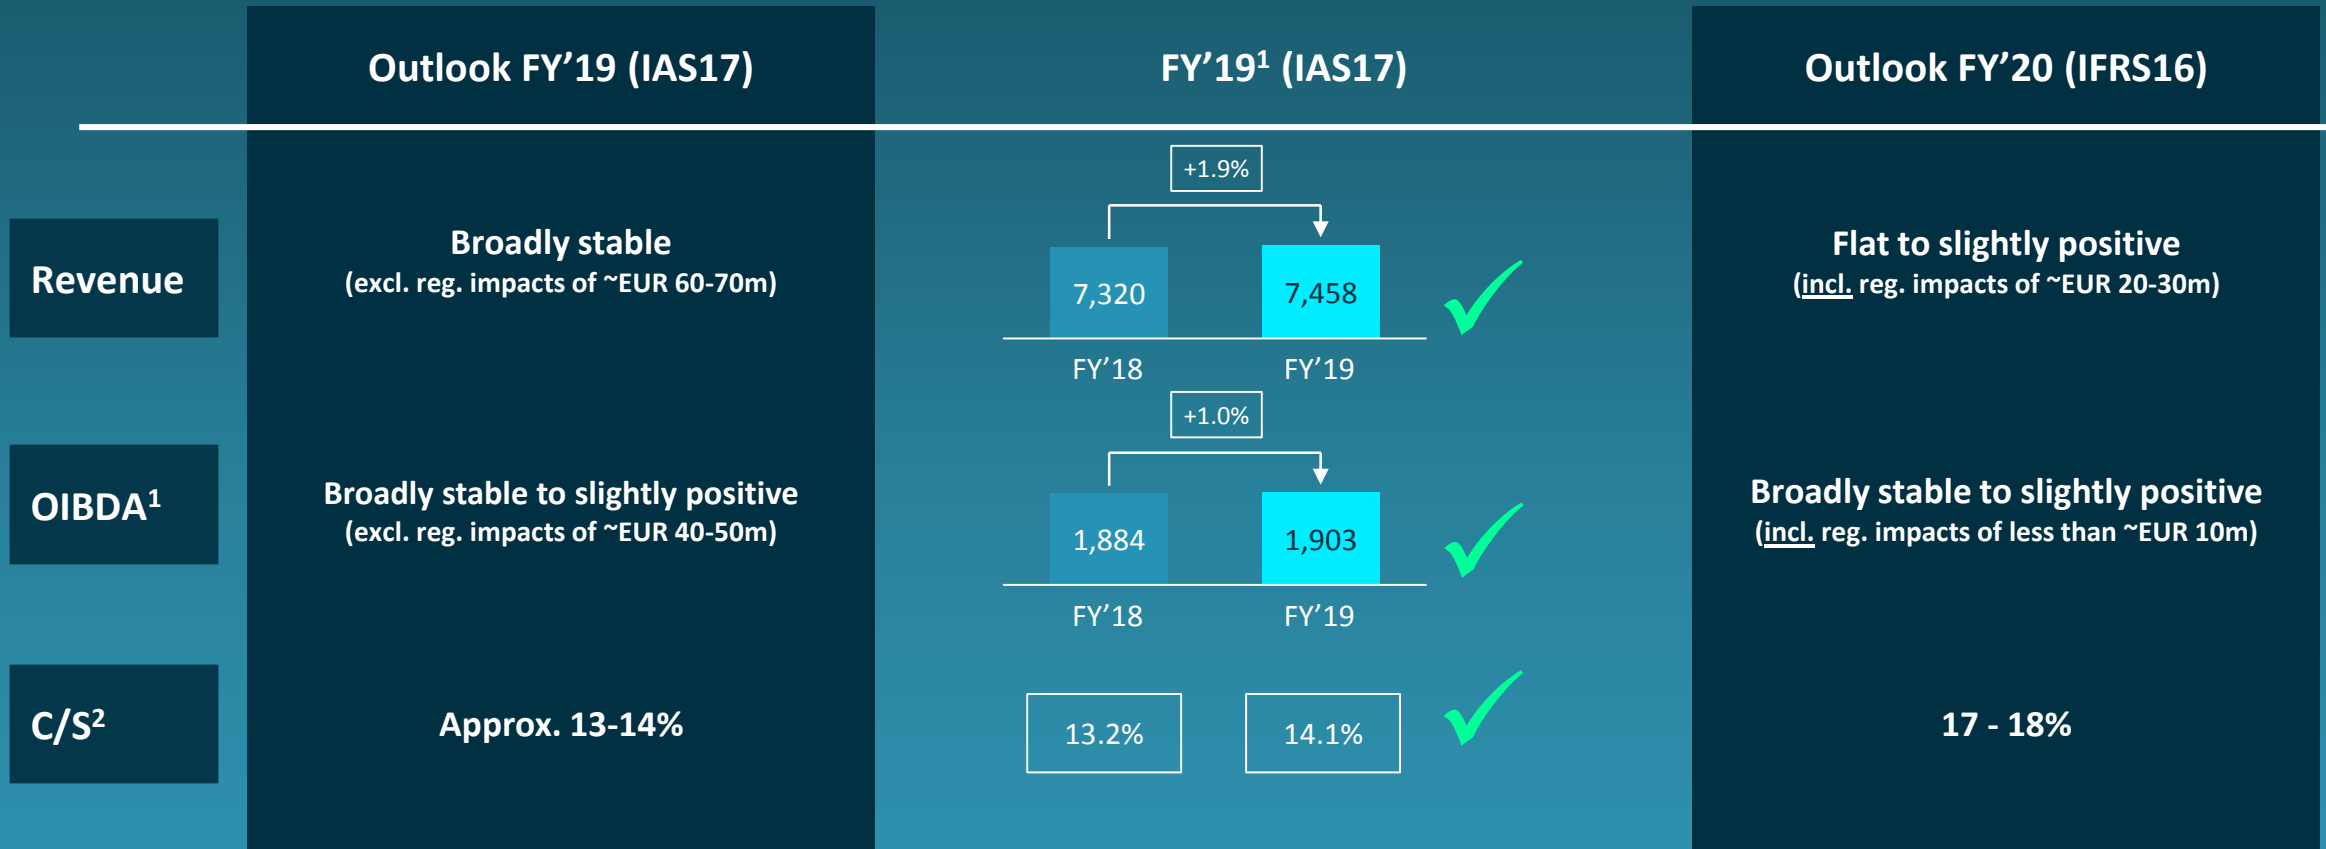 Outlook FY’19 (IAS17)
FY’19¹ (IAS17)
Outlook FY’20 (IFRS16)
Revenue
Broadly stable
(excl. reg. impacts of ~EUR 60-70m)
+1.9%
7,320
7,458
FY’18
FY’19
Flat to slightly positive
(incl. reg. impacts of ~EUR 20-30m)
OIBDA¹
Broadly stable to slightly positive
(excl. reg. impacts of ~EUR 40-50m)
+1.0%
1,884
1,903
FY’18
FY’19
Broadly stable to slightly positive
(incl. reg. impacts of less than ~EUR 10m)
C/S²
Approx. 13-14%
13.2%
14.1%
17 - 18%